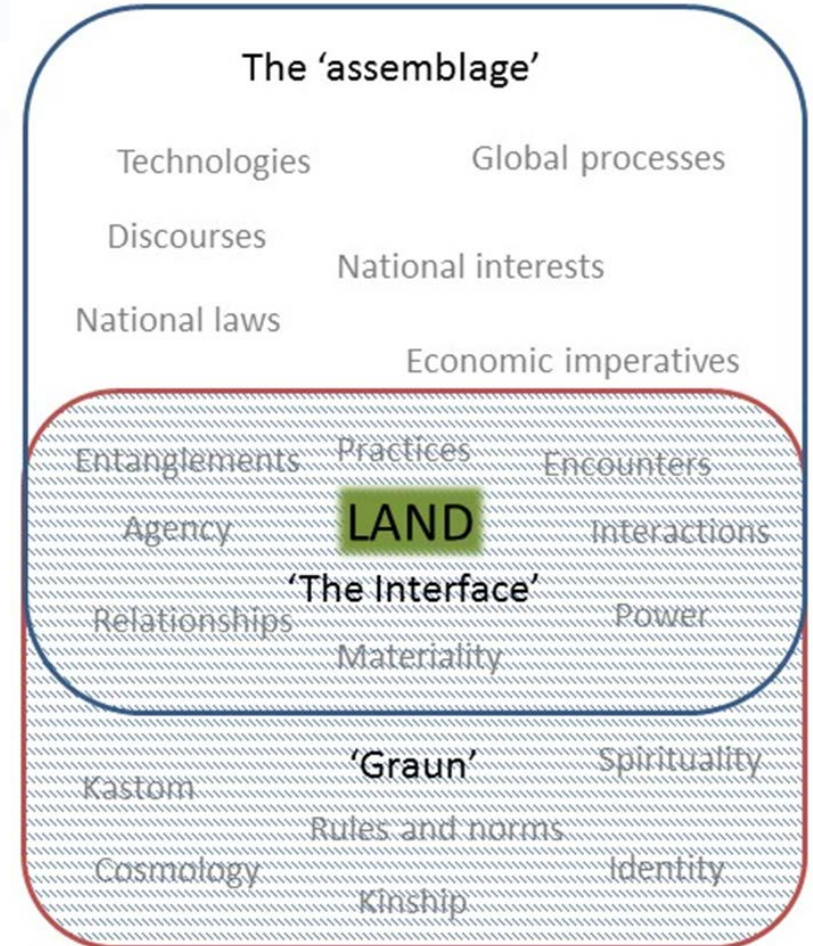 The ‘assemblage’
Technologies
Global processes
Discourses
National interests
National laws
Economic imperatives
Entanglements
Practices
Encounters
LAND
Agency
Interactions
‘The Interface’
Relationships
Power
Materiality
‘Graun’
Spirituality
Kastom
Rules and norms
Cosmology
Identity
Kinship